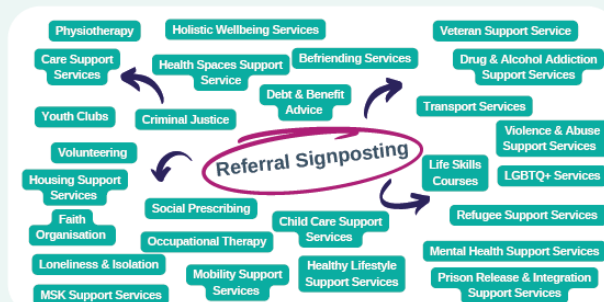 Physiotherapy
Holistic Wellbeing Services
Veteran Support Service
Care Support
Services
Health Spaces Support
Service
Befriending Services
Drug & Alcohol Addiction
Support Services
Debt & Benefit
Advice
Youth Clubs
Criminal Justice
Transport Services
Violence & Abuse
Support Services
Volunteering
Referral Signposting
Life Skills
Courses
LGBTQ+ Services
Housing Support
Services
Social Prescribing
Refugee Support Services
Faith
Organisation
Child Care Support
Services
Occupational Therapy
Mental Health Support Services
Loneliness & Isolation
Mobility Support
Services
Healthy Lifestyle
Support Services
Prison Release & Integration
Support Services
MSK Support Services